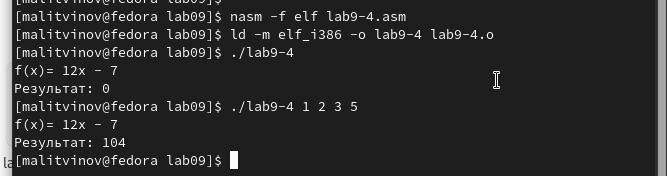 [malitvinov@fedora lab09]$ nasm -f elf lab9-4.asm
[malitvinov@fedora lab09]$ ld -m elf_i386 -o lab9-4 lab9-4.o
[malitvinov@fedora lab09]$ ./lab9-4
f(x)= 12x - 7
Результат: 0
[malitvinov@fedora lab09]$ ./lab9-4 1 2 3 5
f(x)= 12x - 7
Результат: 104
[malitvinov@fedora lab09]$